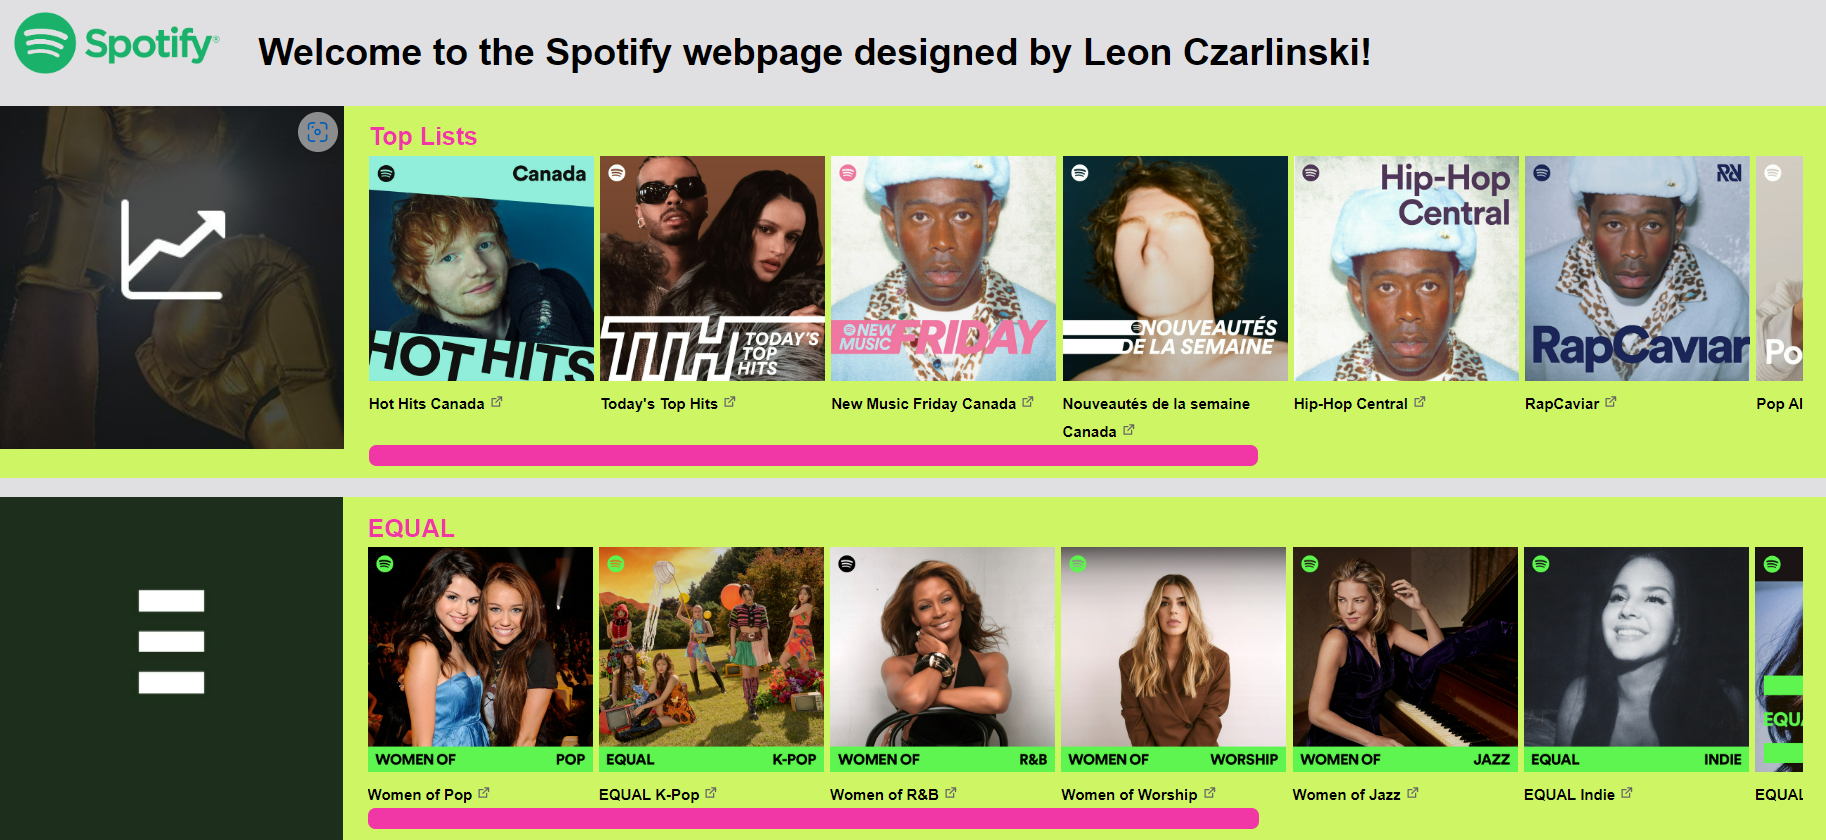 Spotify®
Welcome to the Spotify webpage designed by Leon Czarlinski!
Top Lists
Canada
HOT HITS
TTH TODAY'S
TOP
HITS
NEW
MUSIC
FRIDAY
NOUVEAUTÉS
DE LA SEMAINE
Hip-Hop
Central
RapCaviar
Po
Hot Hits Canada
Today's Top Hits
New Music Friday Canada
Nouveautés de la semaine
Canada
Hip-Hop Central
RapCaviar
Pop Al
EQUAL
WOMEN OF POP
EQUAL K-POP
WOMEN OF R&B
WOMEN OF WORSHIP
WOMEN OF JAZZ
EQUAL INDIE
EQUA
Women of Pop
EQUAL K-Pop
Women of R&B
Women of Worship
Women of Jazz
EQUAL Indie
EQUAL